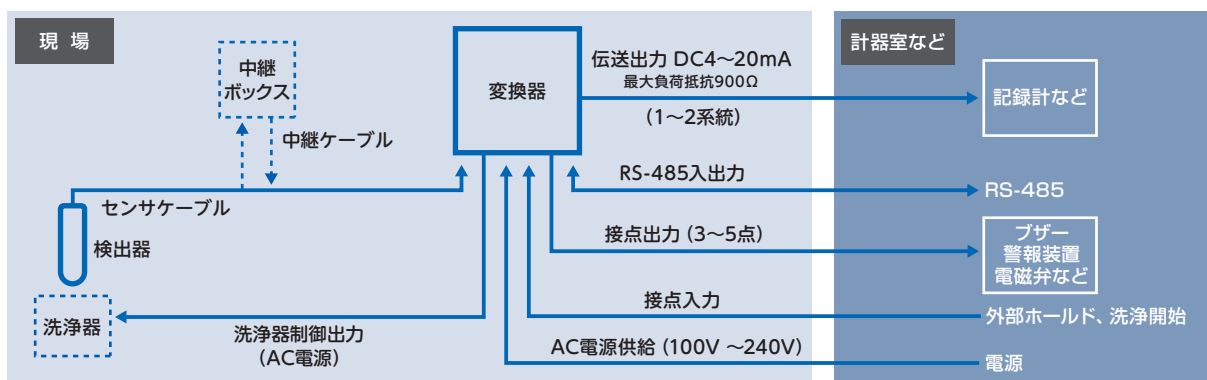 現 場
中継
ボックス
中継ケーブル
センサケーブル
検出器
洗浄器
洗浄器制御出力
(AC電源)
変換器
伝送出力 DC4～20mA
最大負荷抵抗900Ω
(1～2系統)
RS-485入出力
接点出力 (3～5点)
接点入力
AC電源供給 (100V ～240V)
計器室など
記録計など
RS-485
ブザー
警報装置
電磁弁など
外部ホールド、洗浄開始
電源